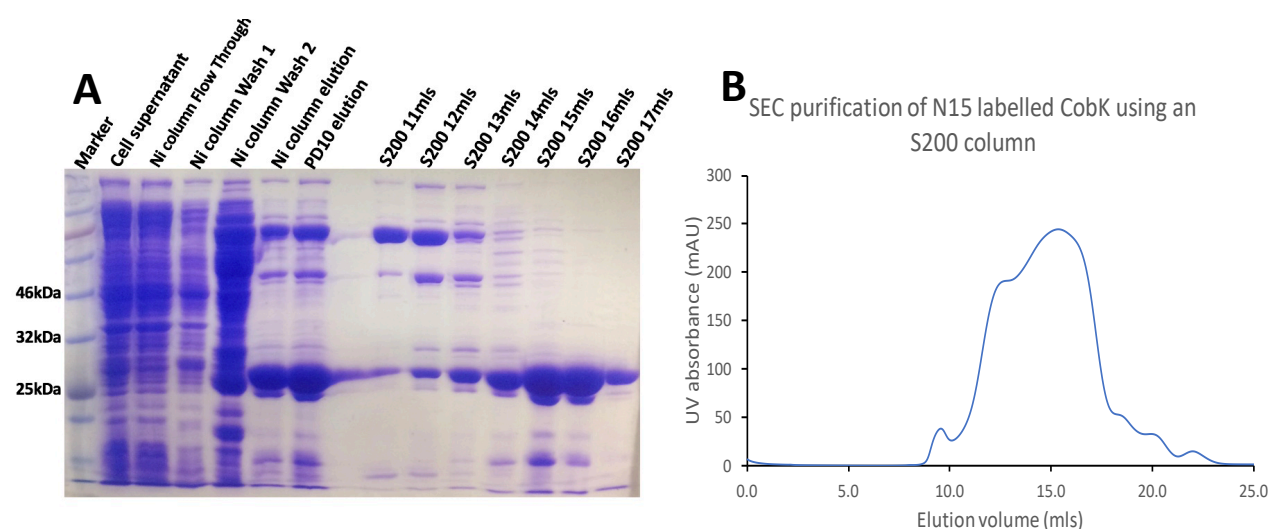 A
Marker
Cell supernatant
Ni column Flow Through
Ni column Wash 1
Ni column Wash 2
Ni column elution
PD10 elution
S200 11mls
S200 12mls
S200 13mls
S200 14mls
S200 15mls
S200 16mls
S200 17mls
46kDa
32kDa
25kDa
B
SEC purification of N15 labelled CobK using an
S200 column
UV absorbance (mAU)
300
250
200
150
100
50
0
0.0 5.0 10.0 15.0 20.0 25.0
Elution volume (mls)